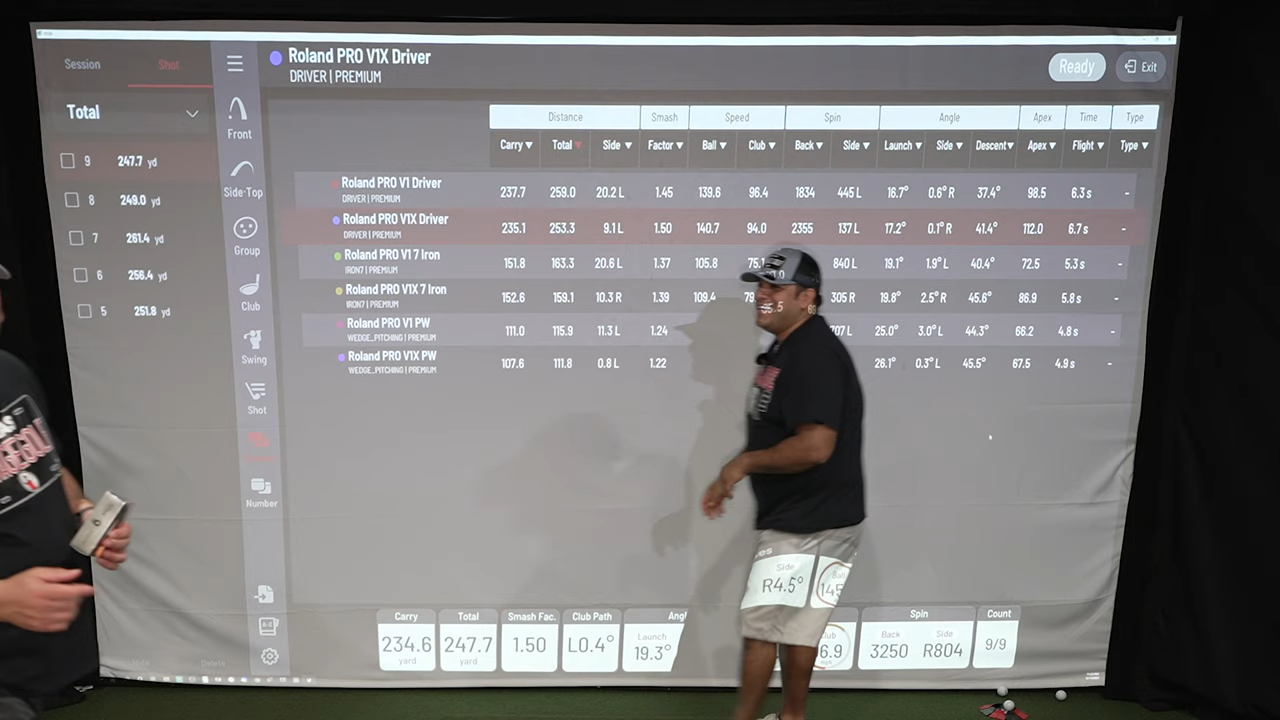 Roland PRO V1X Driver
DRIVER | PREMIUM
Ready
Exit
Session Shot
Total
9 247.7 yd
8 249.0 yd
7 261.4 yd
6 256.4 yd
5 251.8 yd
Front
Side-Top
Group
Club
Swing
Shot
Number
Distance Smash Speed Spin Angle Apex Time Type
Carry Total Side Factor Ball Club Back Side Launch Side Descent Apex Flight Type
Roland PRO V1 Driver 237.7 259.0 20.2 L 1.45 139.6 96.4 1834 445 L 16.7° 0.6° R 37.4° 98.5 6.3 s -
DRIVER | PREMIUM
Roland PRO V1X Driver 235.1 253.3 9.1 L 1.50 140.7 94.0 2355 137 L 17.2° 0.1° R 41.4° 112.0 6.7 s -
DRIVER | PREMIUM
Roland PRO V1 7 Iron 151.8 163.3 20.6 L 1.37 105.8 840 L 19.1° 1.9° L 40.4° 72.5 5.3 s -
IRON7 | PREMIUM
Roland PRO V1X 7 Iron 152.6 159.1 10.3 R 1.39 109.4 305 R 19.8° 2.5° R 45.6° 86.9 5.8 s -
IRON7 | PREMIUM
Roland PRO V1 PW 111.0 115.9 11.3 L 1.24 707 L 25.0° 3.0° L 44.3° 66.2 4.8 s -
WEDGE_PITCHING | PREMIUM
Roland PRO V1X PW 107.6 111.8 0.8 L 1.22 26.1° 0.3° L 45.5° 67.5 4.9 s -
WEDGE_PITCHING | PREMIUM
Carry Total Smash Fac. Club Path Angl Side Spin Count
234.6 247.7 1.50 L0.4° Launch R4.5° Back Side 9/9
yard yard 19.3° 6.9 3250 R804